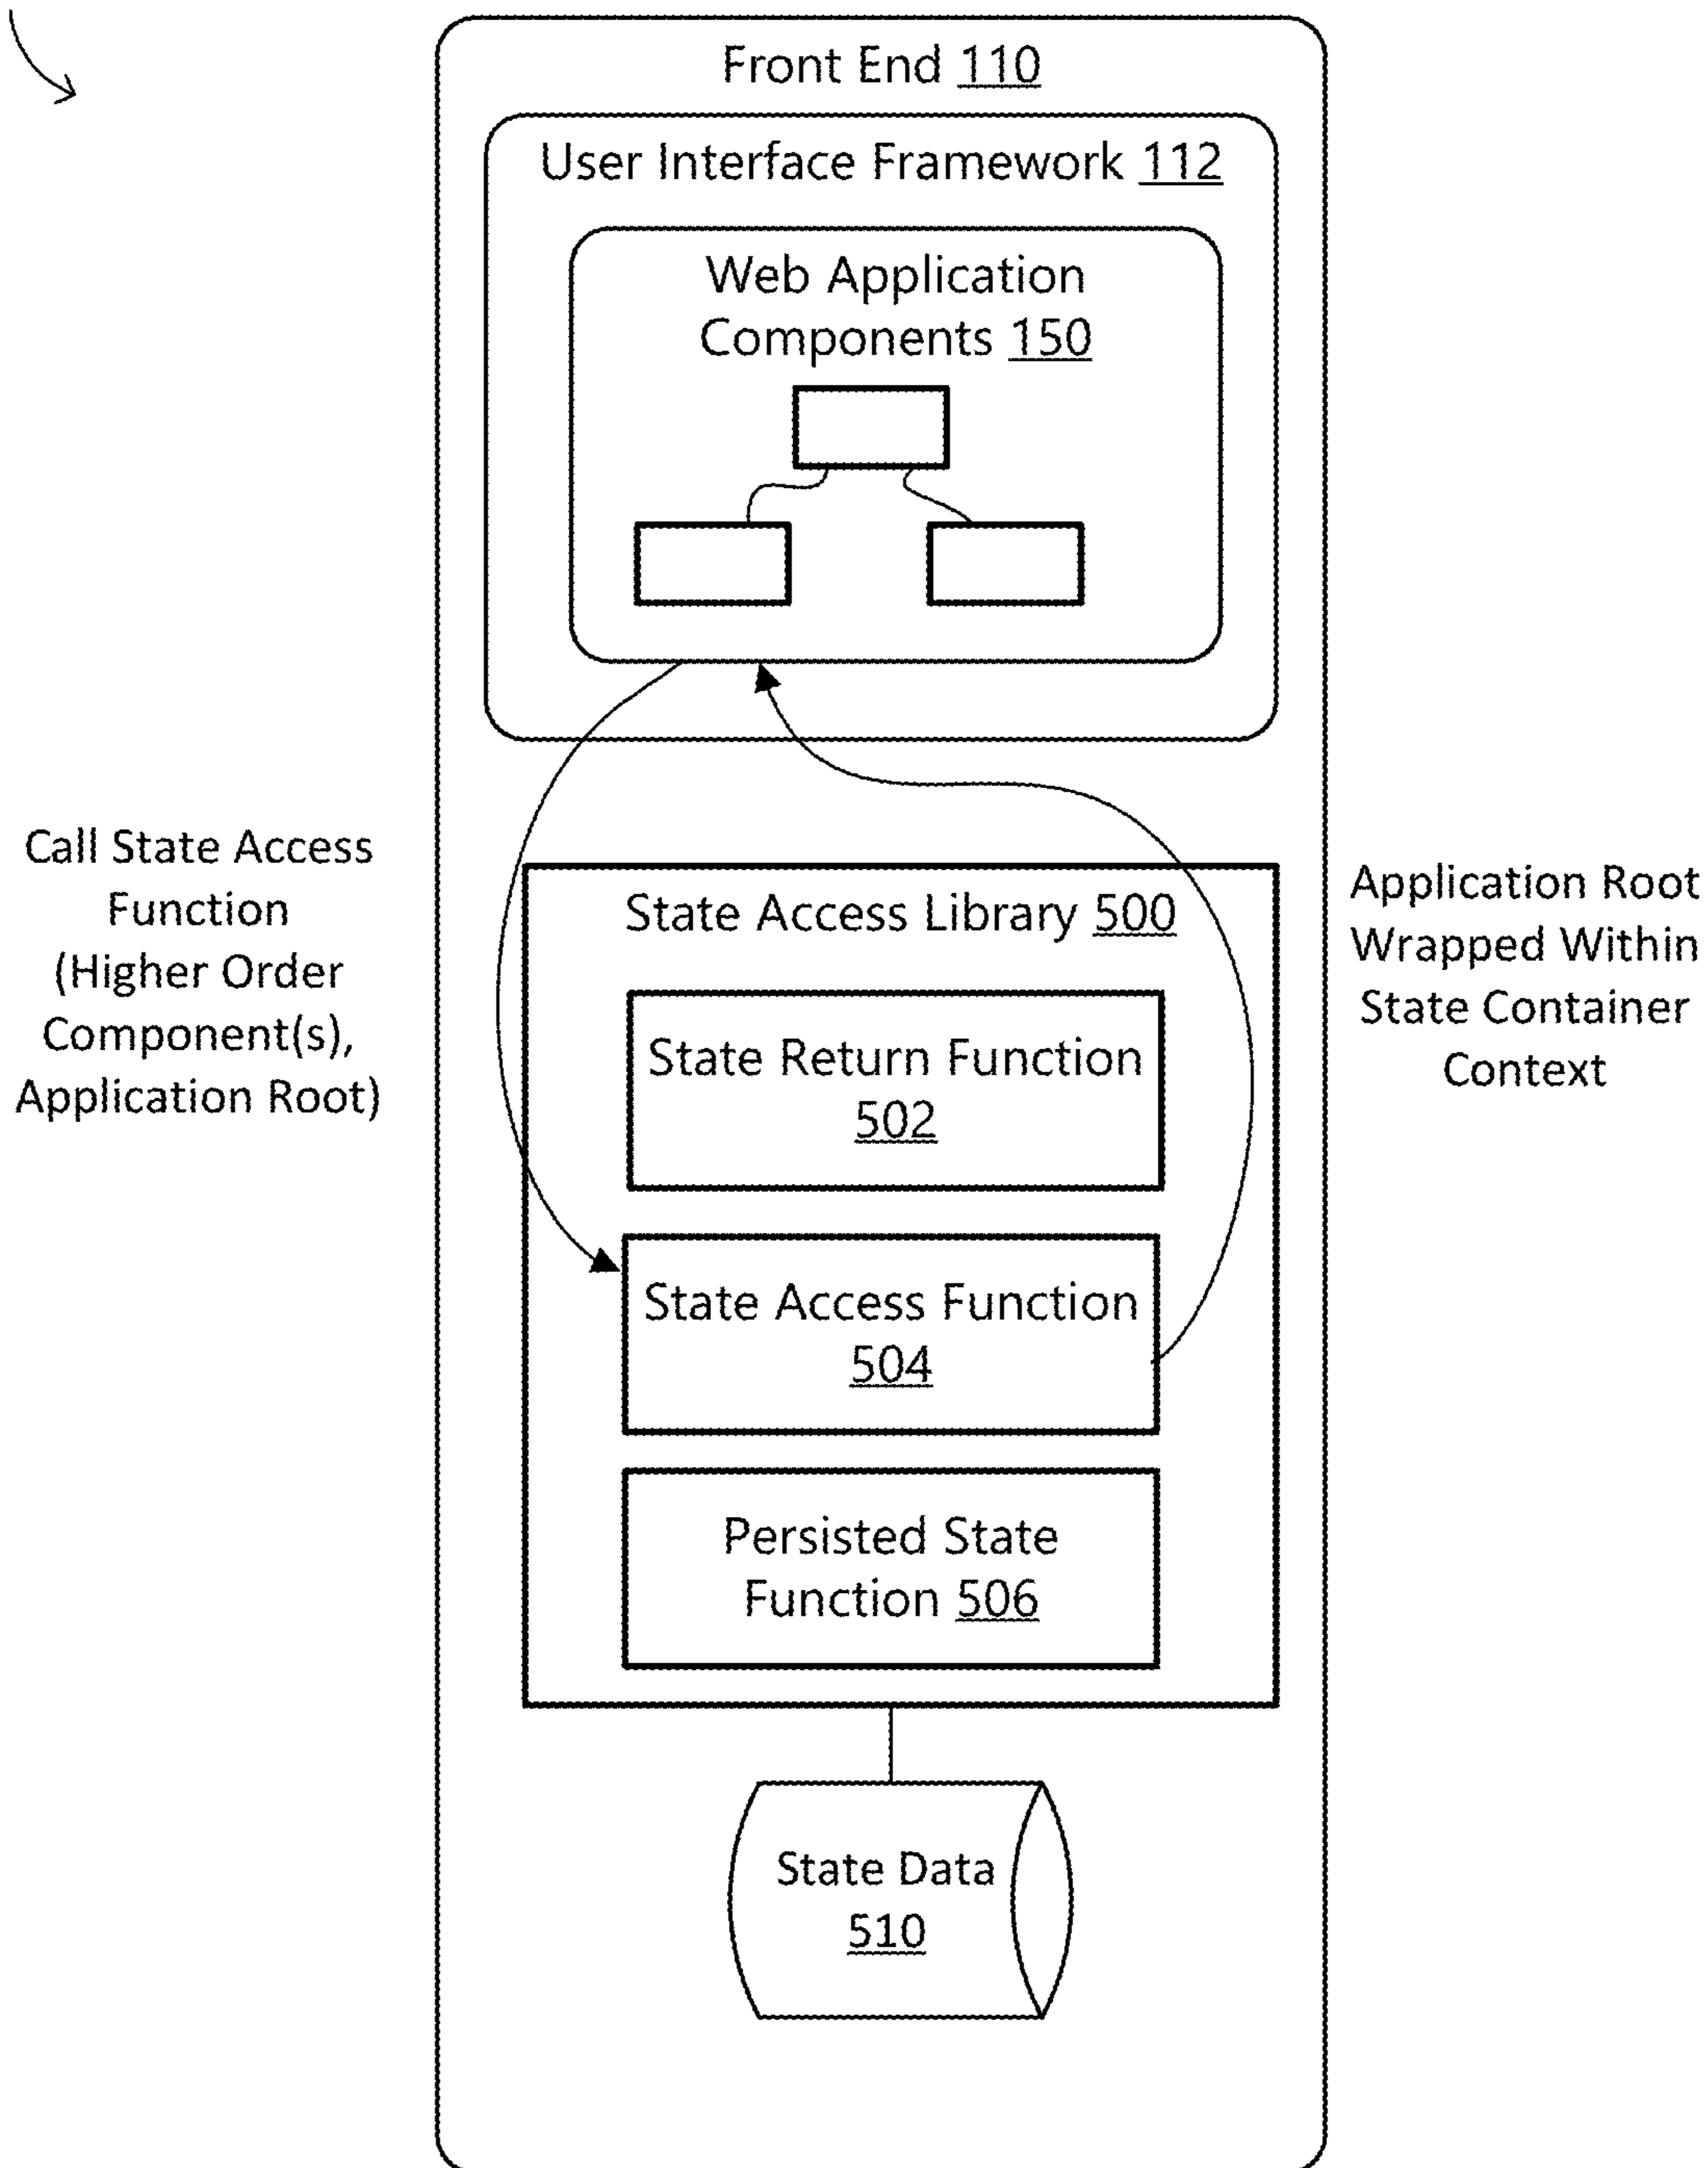 Front End 110
User Interface Framework 112
Web Application
Components 150
Call State Access
Function
(Higher Order
Component(s),
Application Root)
Application Root
Wrapped Within
State Container
Context
State Access Library 500
State Return Function
502
State Access Function
504
Persisted State
Function 506
State Data
510